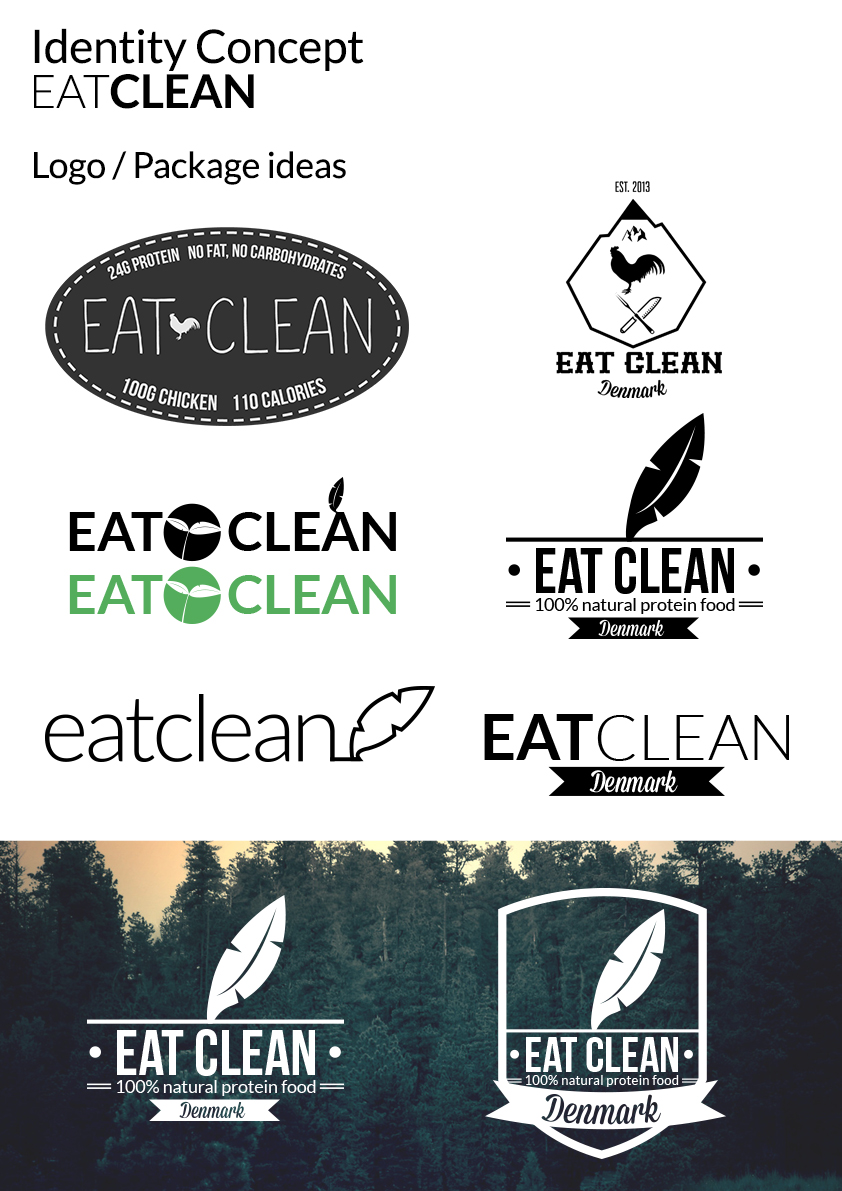 Identity Concept
EATCLEAN
Logo / Package ideas
24G PROTEIN NO FAT, NO CARBOHYDRATES
EAT CLEAN
100G CHICKEN 110 CALORIES
EST. 2013
EAT CLEAN
Denmark
EAT CLEAN
EAT CLEAN
EAT CLEAN
100% natural protein food
Denmark
eatclean
EATCLEAN
Denmark
EAT CLEAN
100% natural protein food
Denmark
EAT CLEAN
100% natural protein food
Denmark